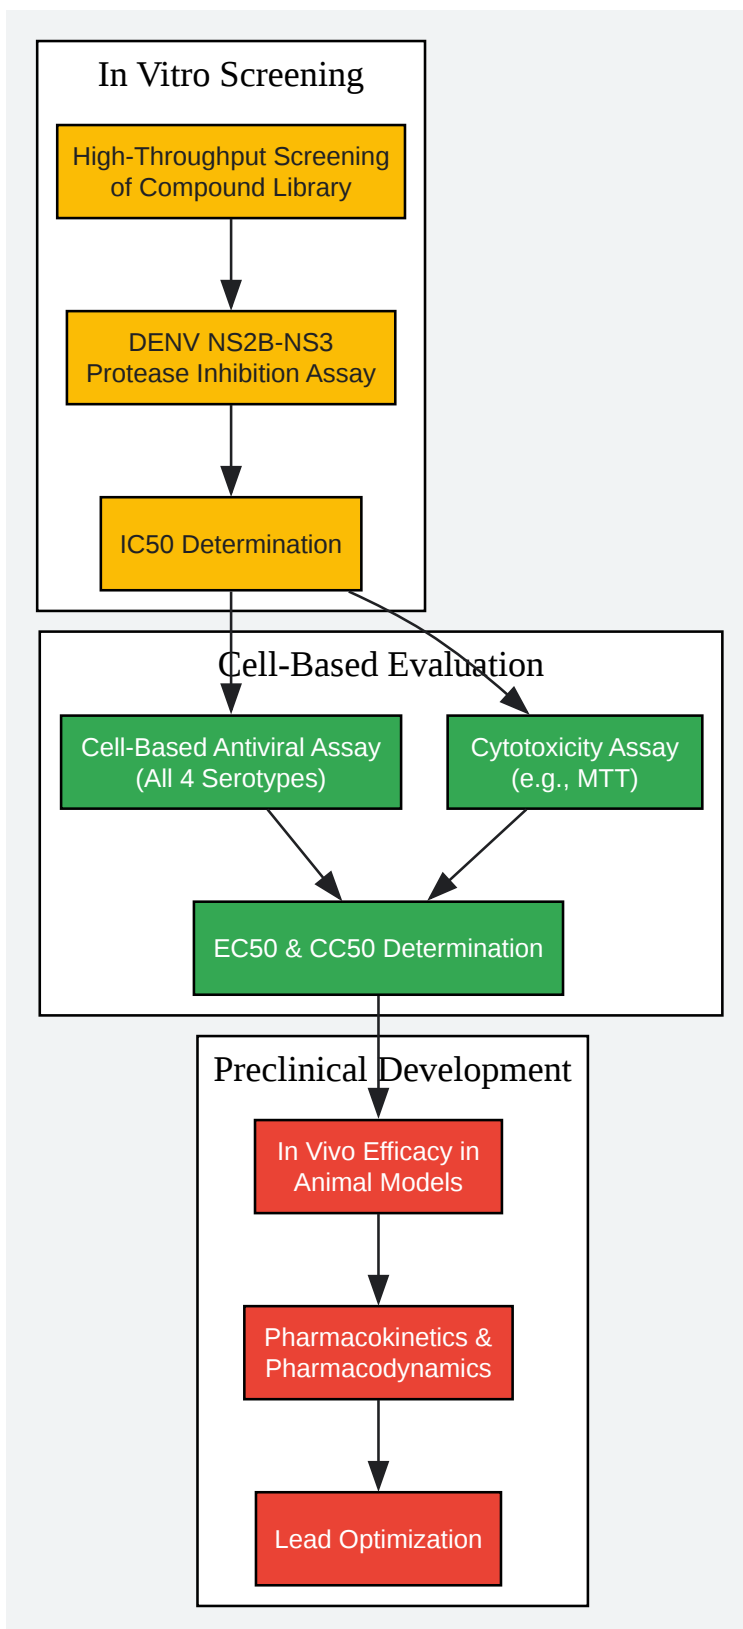 In Vitro Screening
High-Throughput Screening
of Compound Library
DENV NS2B-NS3
Protease Inhibition Assay
IC50 Determination
Cell-Based Evaluation
Cell-Based Antiviral Assay
(All 4 Serotypes)
Cytotoxicity Assay
(e.g., MTT)
EC50 & CC50 Determination
Preclinical Development
In Vivo Efficacy in
Animal Models
Pharmacokinetics &
Pharmacodynamics
Lead Optimization